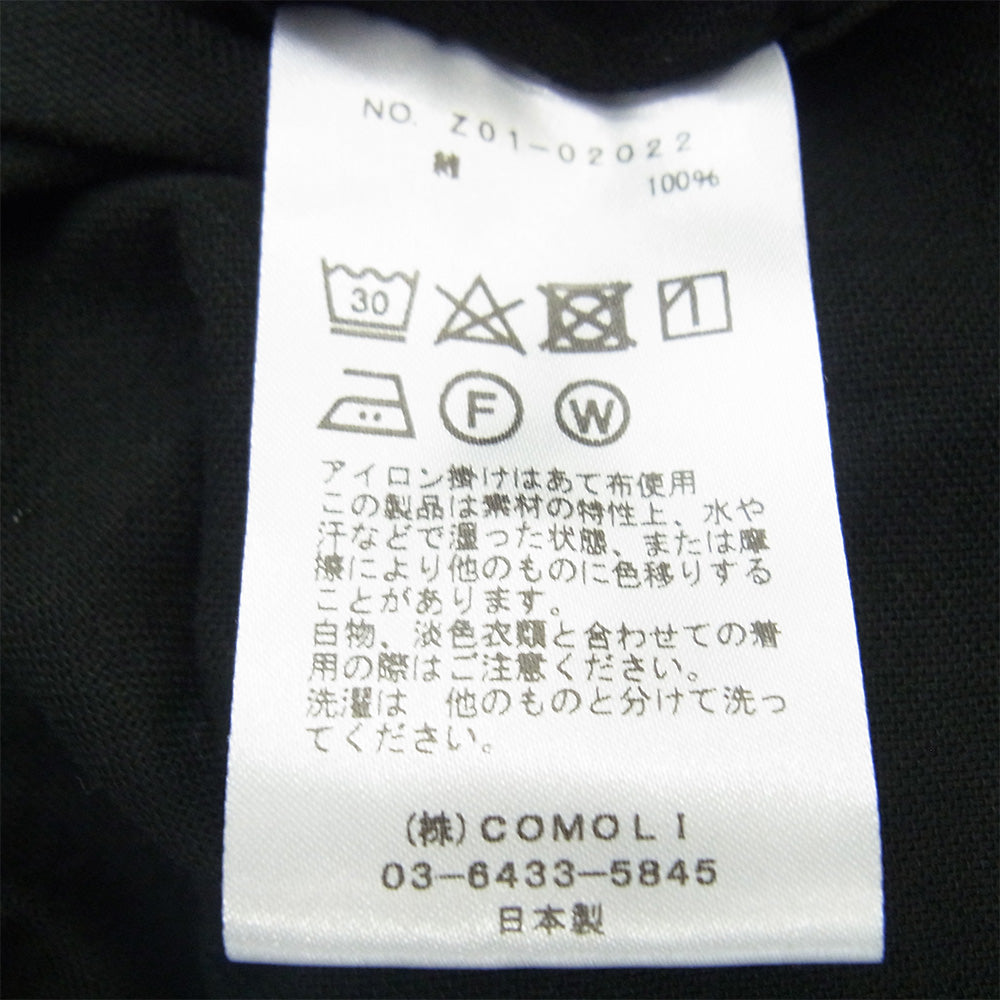 NO. Z01-02022
綿 100%
30
F W
アイロン掛けはあて布使用
この製品は素材の特性上、水や
汗などで湿った状態、または摩
擦により他のものに色移りする
ことがあります。
白物、淡色衣類と合わせての着
用の際はご注意ください。
洗濯は 他のものと分けて洗っ
てください。
(株)COMOLI
03-6433-5845
日本製